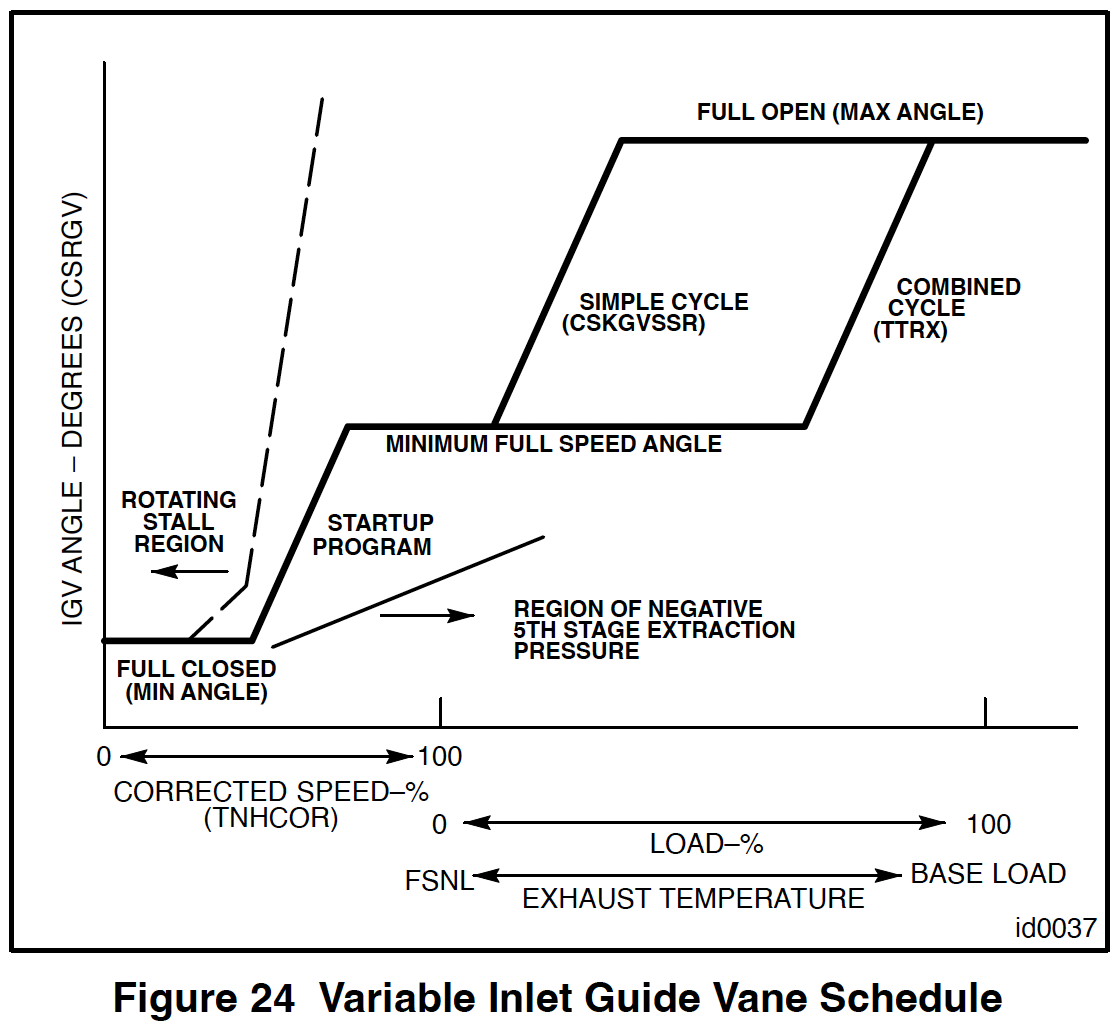 FULL OPEN (MAX ANGLE)
IGV ANGLE – DEGREES (CSRGV)
SIMPLE CYCLE
(CSKGVSSR)
COMBINED
CYCLE
(TTRX)
MINIMUM FULL SPEED ANGLE
ROTATING
STALL
REGION
STARTUP
PROGRAM
REGION OF NEGATIVE
5TH STAGE EXTRACTION
PRESSURE
FULL CLOSED
(MIN ANGLE)
0 100
CORRECTED SPEED–%
(TNHCOR)
0 100
LOAD–%
FSNL BASE LOAD
EXHAUST TEMPERATURE
id0037
Figure 24 Variable Inlet Guide Vane Schedule